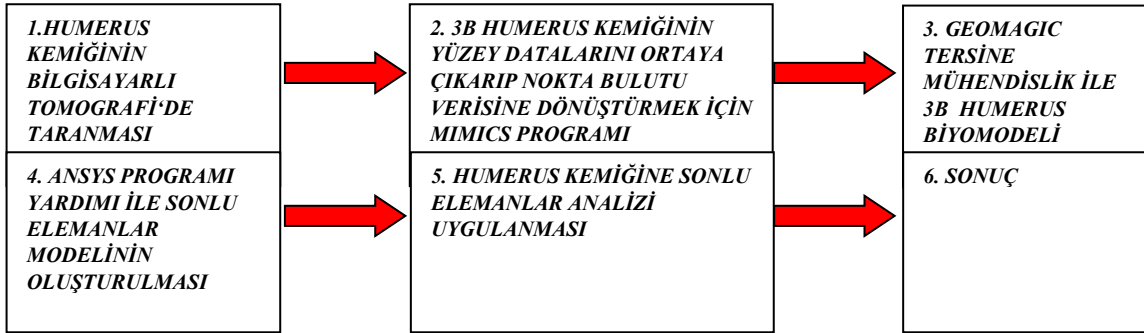 1.HUMERUS
KEMİĞİNİN
BİLGİSAYARLI
TOMOGRAFİ‘DE
TARANMASI
2. 3B HUMERUS KEMİĞİNİN
YÜZEY DATALARINI ORTAYA
ÇIKARIP NOKTA BULUTU
VERİSİNE DÖNÜŞTÜRMEK İÇİN
MIMICS PROGRAMI
3. GEOMAGIC
TERSİNE
MÜHENDİSLİK İLE
3B HUMERUS
BİYOMODELİ
4. ANSYS PROGRAMI
YARDIMI İLE SONLU
ELEMANLAR
MODELİNİN
OLUŞTURULMASI
5. HUMERUS KEMİĞİNE SONLU
ELEMANLAR ANALİZİ
UYGULANMASI
6. SONUÇ